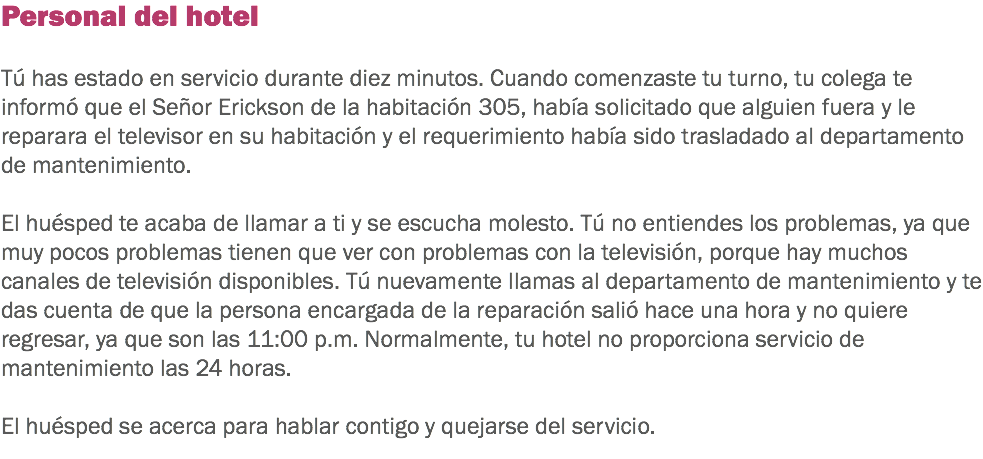 Personal del hotel
Tú has estado en servicio durante diez minutos. Cuando comenzaste tu turno, tu colega te
informó que el Señor Erickson de la habitación 305, había solicitado que alguien fuera y le
reparara el televisor en su habitación y el requerimiento había sido trasladado al departamento
de mantenimiento.
El huésped te acaba de llamar a ti y se escucha molesto. Tú no entiendes los problemas, ya que
muy pocos problemas tienen que ver con problemas con la televisión, porque hay muchos
canales de televisión disponibles. Tú nuevamente llamas al departamento de mantenimiento y te
das cuenta de que la persona encargada de la reparación salió hace una hora y no quiere
regresar, ya que son las 11:00 p.m. Normalmente, tu hotel no proporciona servicio de
mantenimiento las 24 horas.
El huésped se acerca para hablar contigo y quejarse del servicio.